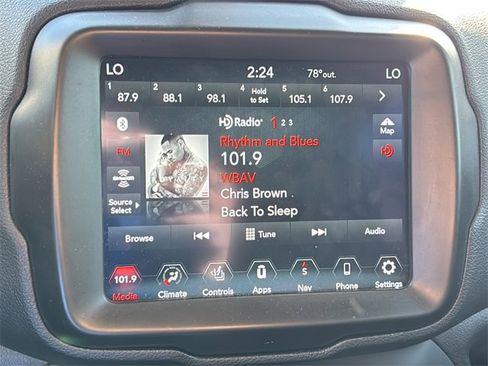 LO 2:24 78°out. LO
1 2 3 4 5 6
87.9 88.1 98.1 Hold to Set 105.1 107.9
HD Radio 1 2 3
Map
FM
Rhythm and Blues
101.9
HD
SiriusXM
WBAV
Chris Brown
Source Select
Back To Sleep
Browse Tune Audio
101.9 S
Media Climate Controls Apps Nav Phone Settings